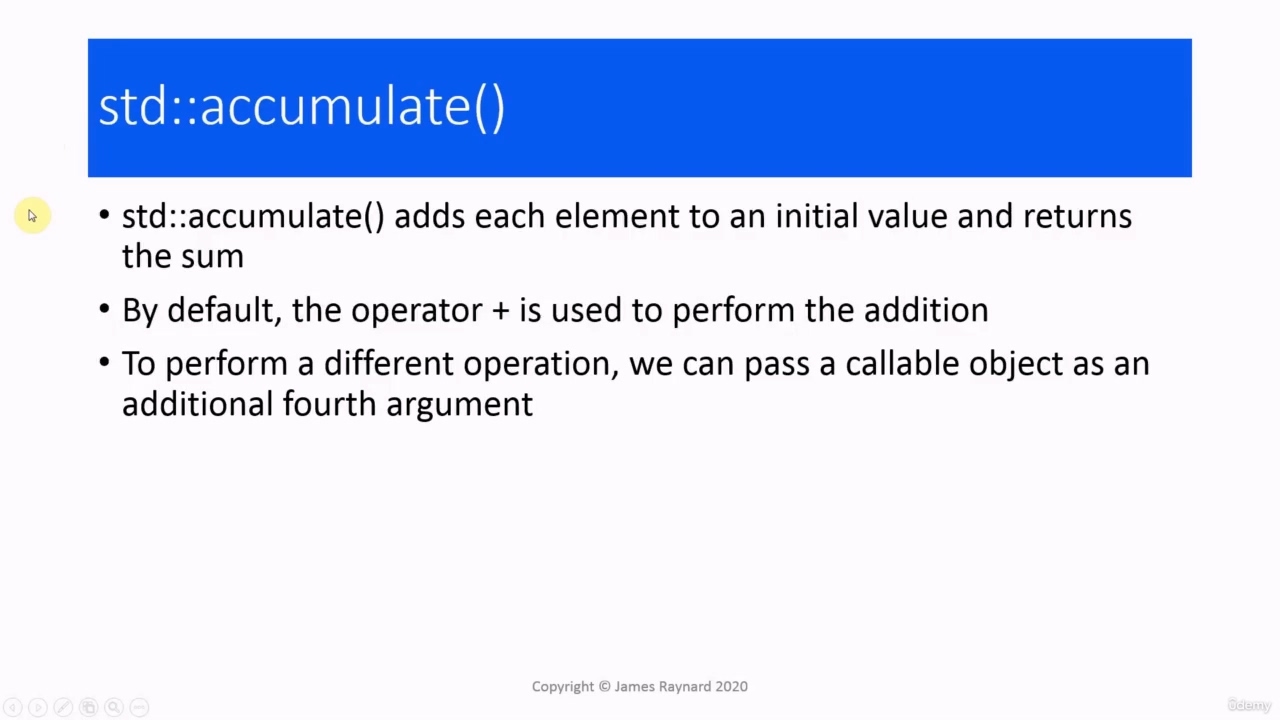 std::accumulate()
• std::accumulate() adds each element to an initial value and returns
the sum
• By default, the operator + is used to perform the addition
• To perform a different operation, we can pass a callable object as an
additional fourth argument
Copyright © James Raynard 2020
ûdemy